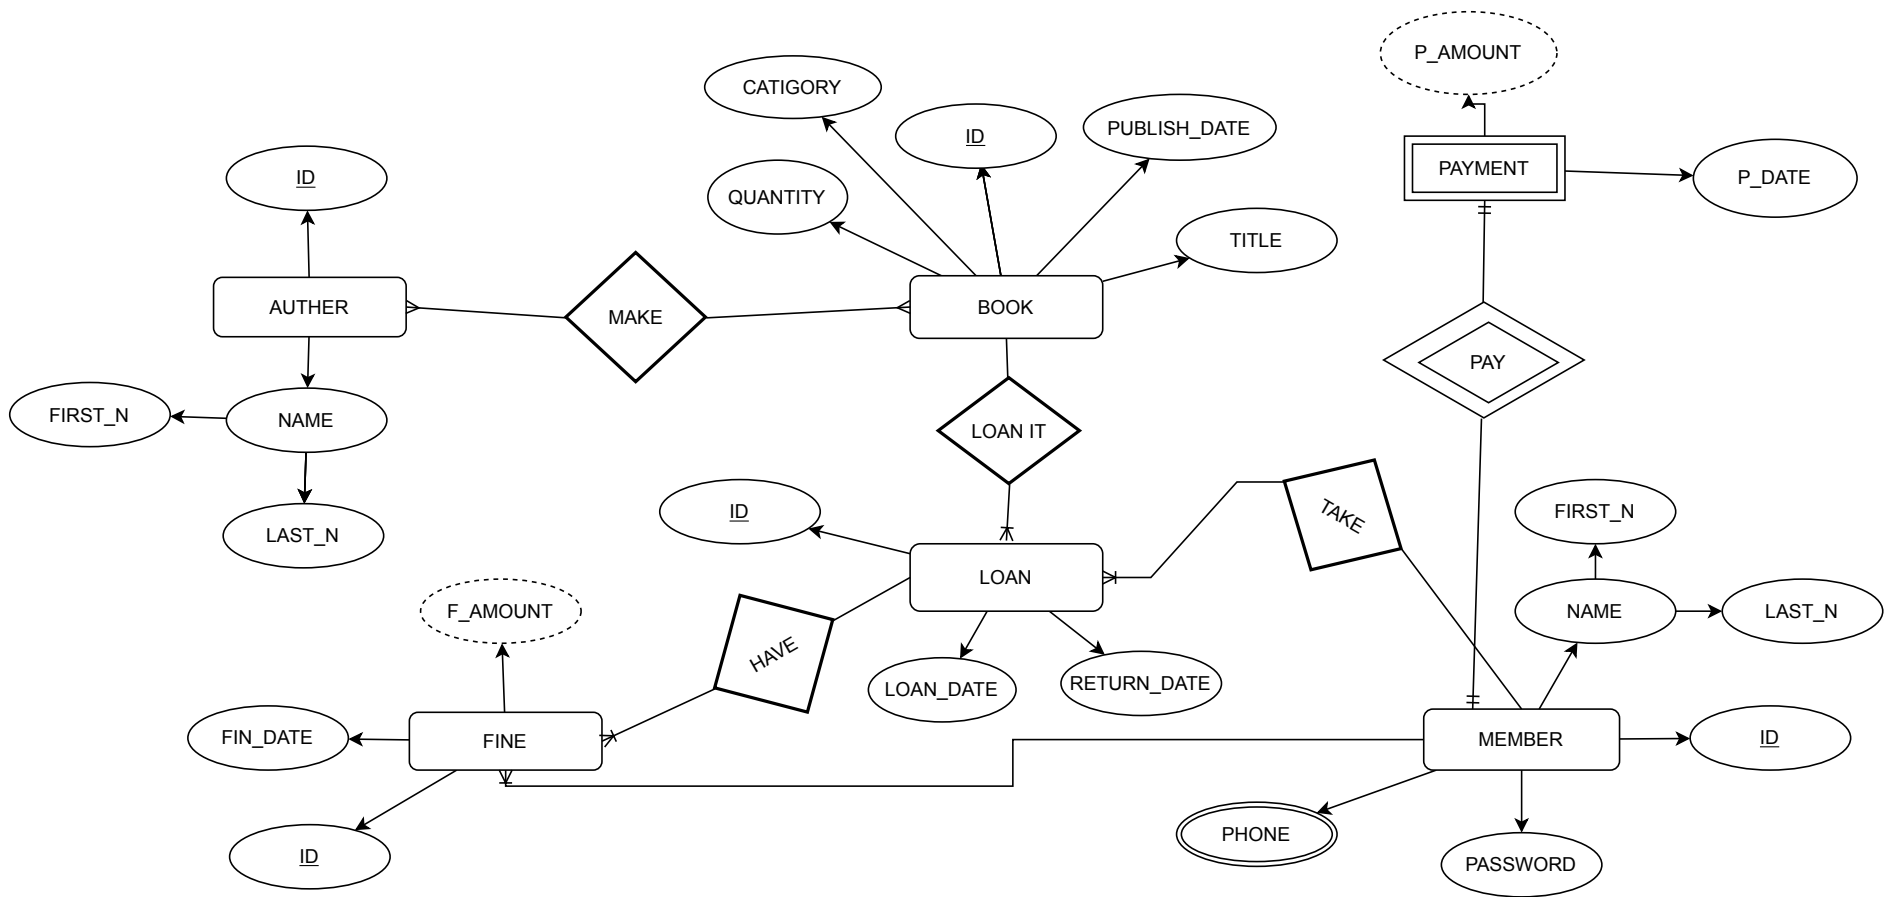 P_AMOUNT
CATIGORY
ID
PUBLISH_DATE
PAYMENT
P_DATE
ID
QUANTITY
TITLE
AUTHER
MAKE
BOOK
PAY
FIRST_N
NAME
LOAN IT
LAST_N
ID
TAKE
FIRST_N
LOAN
F_AMOUNT
NAME
LAST_N
HAVE
LOAN_DATE
RETURN_DATE
FIN_DATE
FINE
MEMBER
ID
PHONE
ID
PASSWORD